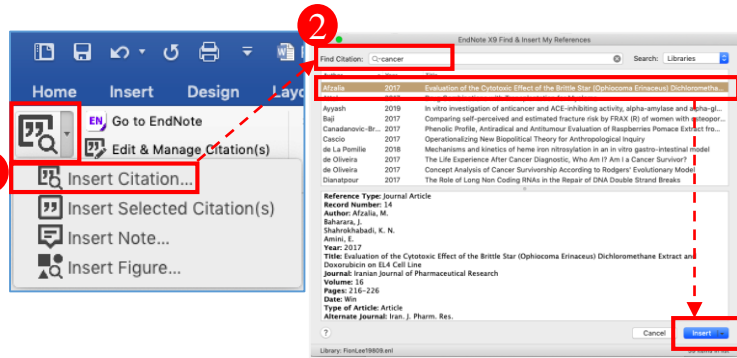 2
EndNote X9 Find & Insert My References
Home Insert Design
Find Citation: cancer Search: Libraries
EN Go to EndNote
Edit & Manage Citation(s)
Insert Citation...
Insert Selected Citation(s)
Insert Note...
Insert Figure...
Afzalia 2017 Evaluation of the Cytotoxic Effect of the Brittle Star (Ophiocoma Erinaceus) Dichlorometha...
Ayyash 2019 In vitro investigation of anticancer and ACE-inhibiting activity, alpha-amylase and alpha-gl...
Baji 2017 Comparing self-perceived and estimated fracture risk by FRAX (R) of women with osteopor...
Canadanovic-Br... 2017 Phenolic Profile, Antiradical and Antitumour Evaluation of Raspberries Pomace Extract fro...
Cascio 2017 Operationalizing New Biopolitical Theory for Anthropological Inquiry
de La Pomilie 2018 Mechanisms and kinetics of heme iron nitrosylation in an in vitro gastro-intestinal model
de Oliveira 2017 The Life Experience After Cancer Diagnostic, Who Am I? Am I a Cancer Survivor?
de Oliveira 2017 Concept Analysis of Cancer Survivorship According to Rodgers' Evolutionary Model
Dianatpour 2017 The Role of Long Non Coding RNAs in the Repair of DNA Double Strand Breaks
Reference Type: Journal Article
Record Number: 14
Author: Afzalia, M.
Baharara, J.
Shahrokhabadi, K. N.
Amini, E.
Year: 2017
Title: Evaluation of the Cytotoxic Effect of the Brittle Star (Ophiocoma Erinaceus) Dichloromethane Extract and
Doxorubicin on EL4 Cell Line
Journal: Iranian Journal of Pharmaceutical Research
Volume: 16
Pages: 216-226
Date: Win
Type of Article: Article
Alternate Journal: Iran. J. Pharm. Res.
? Cancel Insert
Library: FionLee19809.enl